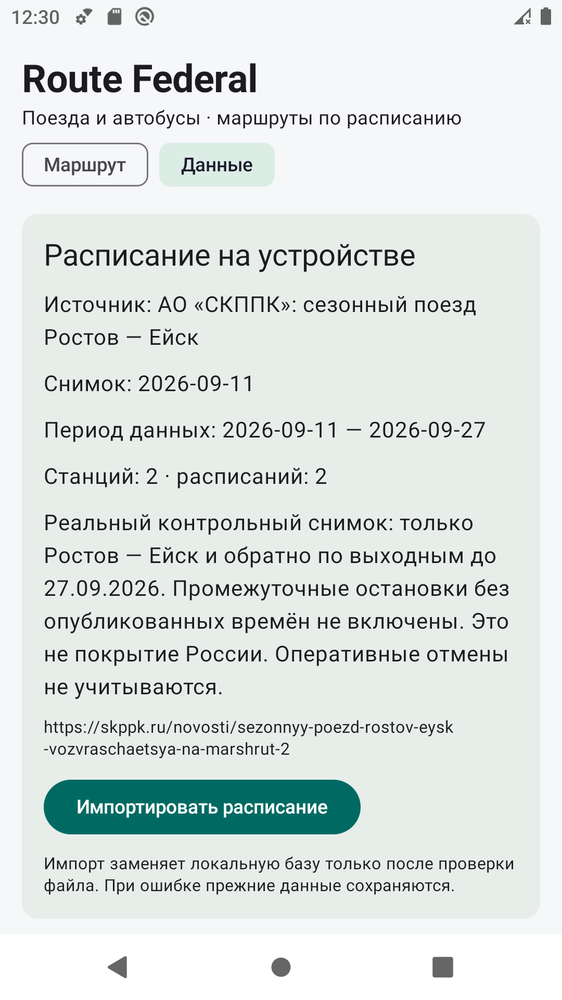 12:30
Route Federal
Поезда и автобусы · маршруты по расписанию
Маршрут
Данные
Расписание на устройстве
Источник: АО «СКППК»: сезонный поезд
Ростов — Ейск
Снимок: 2026-09-11
Период данных: 2026-09-11 — 2026-09-27
Станций: 2 · расписаний: 2
Реальный контрольный снимок: только
Ростов — Ейск и обратно по выходным до
27.09.2026. Промежуточные остановки без
опубликованных времён не включены. Это
не покрытие России. Оперативные отмены
не учитываются.
https://skppk.ru/novosti/sezonnyy-poezd-rostov-eysk
-vozvraschaetsya-na-marshrut-2
Импортировать расписание
Импорт заменяет локальную базу только после проверки
файла. При ошибке прежние данные сохраняются.